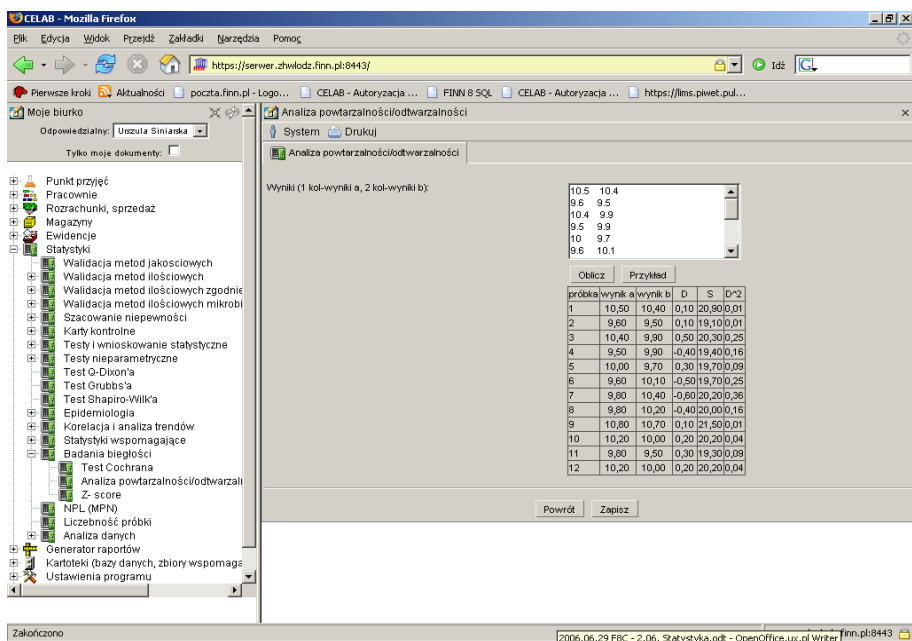 CELAB - Mozilla Firefox
Plik Edycja Widok Przejdź Zakładki Narzędzia Pomoc
https://serwer.zhwlodz.finn.pl:8443/ Idź
Pierwsze kroki Aktualności poczta.finn.pl - Logo... CELAB - Autoryzacja ... FINN 8 SQL CELAB - Autoryzacja ... https://lims.piwet.pul...
Moje biurko
Odpowiedzialny: Urszula Siniarska
Tylko moje dokumenty:
Punkt przyjęć
Pracownie
Rozrachunki, sprzedaż
Magazyny
Ewidencje
Statystyki
Walidacja metod jakosciowych
Walidacja metod ilościowych
Walidacja metod ilościowych zgodnie
Walidacja metod ilościowych mikrobi
Szacowanie niepewności
Karty kontrolne
Testy i wnioskowanie statystyczne
Testy nieparametryczne
Test Q-Dixon'a
Test Grubbs'a
Test Shapiro-Wilk'a
Epidemiologia
Korelacja i analiza trendów
Statystyki wspomagające
Badania biegłości
Test Cochrana
Analiza powtarzalności/odtwarzal
Z- score
NPL (MPN)
Liczebność próbki
Analiza danych
Generator raportów
Kartoteki (bazy danych, zbiory wspomaga
Ustawienia programu
Analiza powtarzalności/odtwarzalności
System Drukuj
Analiza powtarzalności/odtwarzalności
Wyniki (1 kol-wyniki a, 2 kol-wyniki b):
10.5 10.4
9.6 9.5
10.4 9.9
9.5 9.9
10 9.7
9.6 10.1
Oblicz Przykład
próbka wynik a wynik b D S D^2
1 10,50 10,40 0,10 20,90 0,01
2 9,60 9,50 0,10 19,10 0,01
3 10,40 9,90 0,50 20,30 0,25
4 9,50 9,90 -0,40 19,40 0,16
5 10,00 9,70 0,30 19,70 0,09
6 9,60 10,10 -0,50 19,70 0,25
7 9,80 10,40 -0,60 20,20 0,36
8 9,80 10,20 -0,40 20,00 0,16
9 10,80 10,70 0,10 21,50 0,01
10 10,20 10,00 0,20 20,20 0,04
11 9,80 9,50 0,30 19,30 0,09
12 10,20 10,00 0,20 20,20 0,04
Powrót Zapisz
Zakończono
2006.06.29 F8C - 2.06. Statystyka.odt - OpenOffice.ux.pl Writer
finn.pl:8443